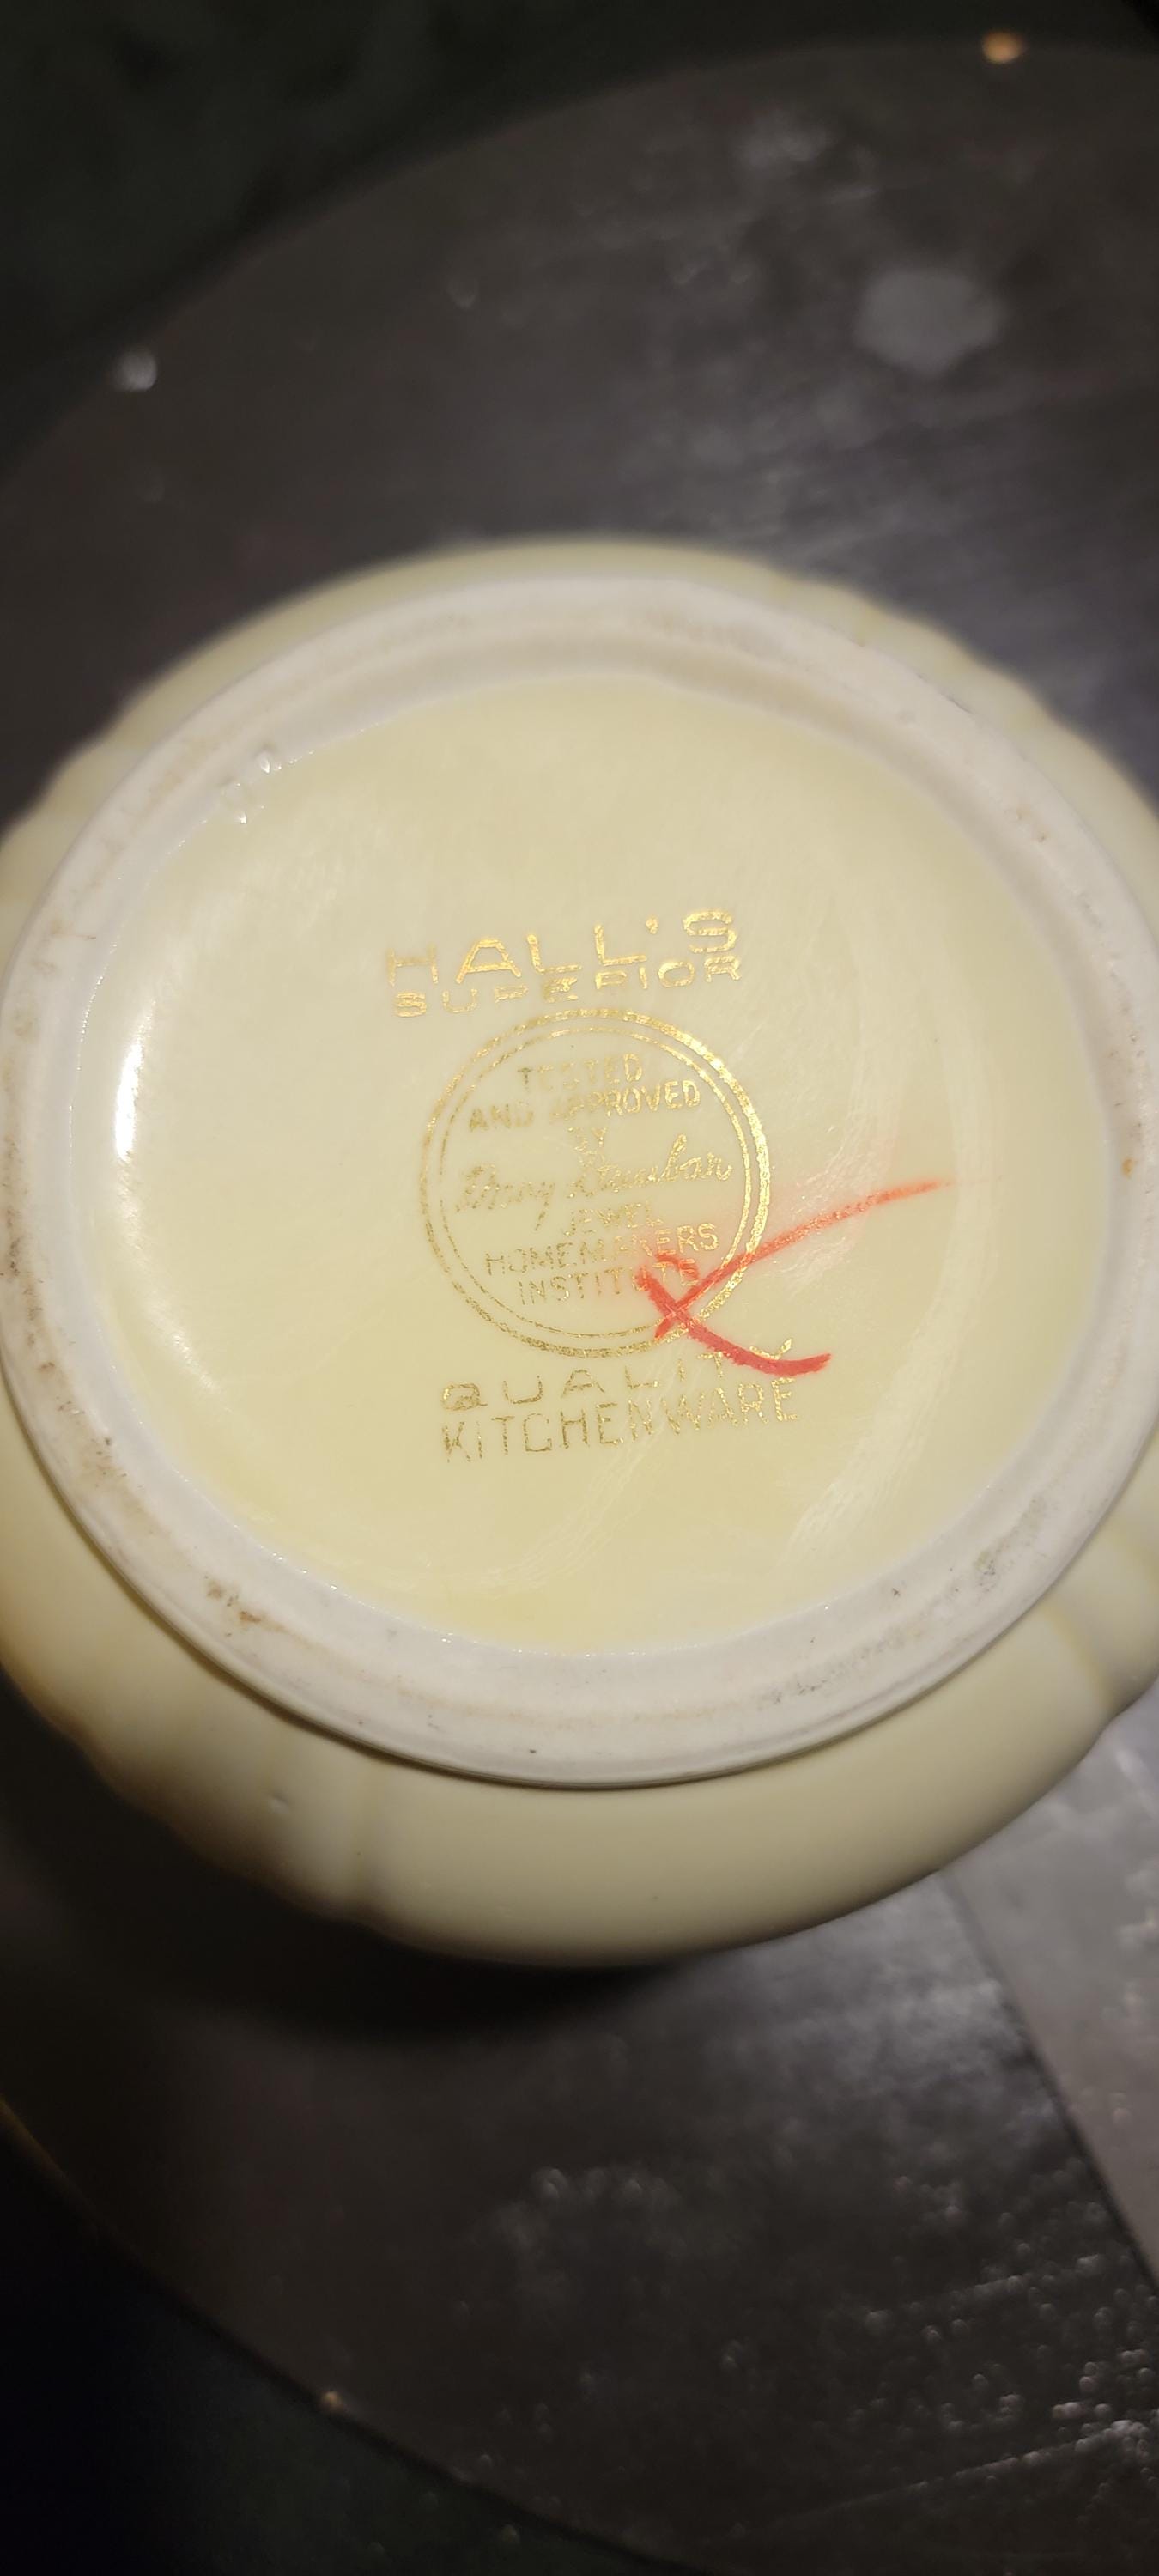 HALL'S
SUPERIOR
TESTED
AND APPROVED
BY
Mary Dunbar
JEWEL
HOMEMAKERS
INSTITUTE
QUALITY
KITCHENWARE